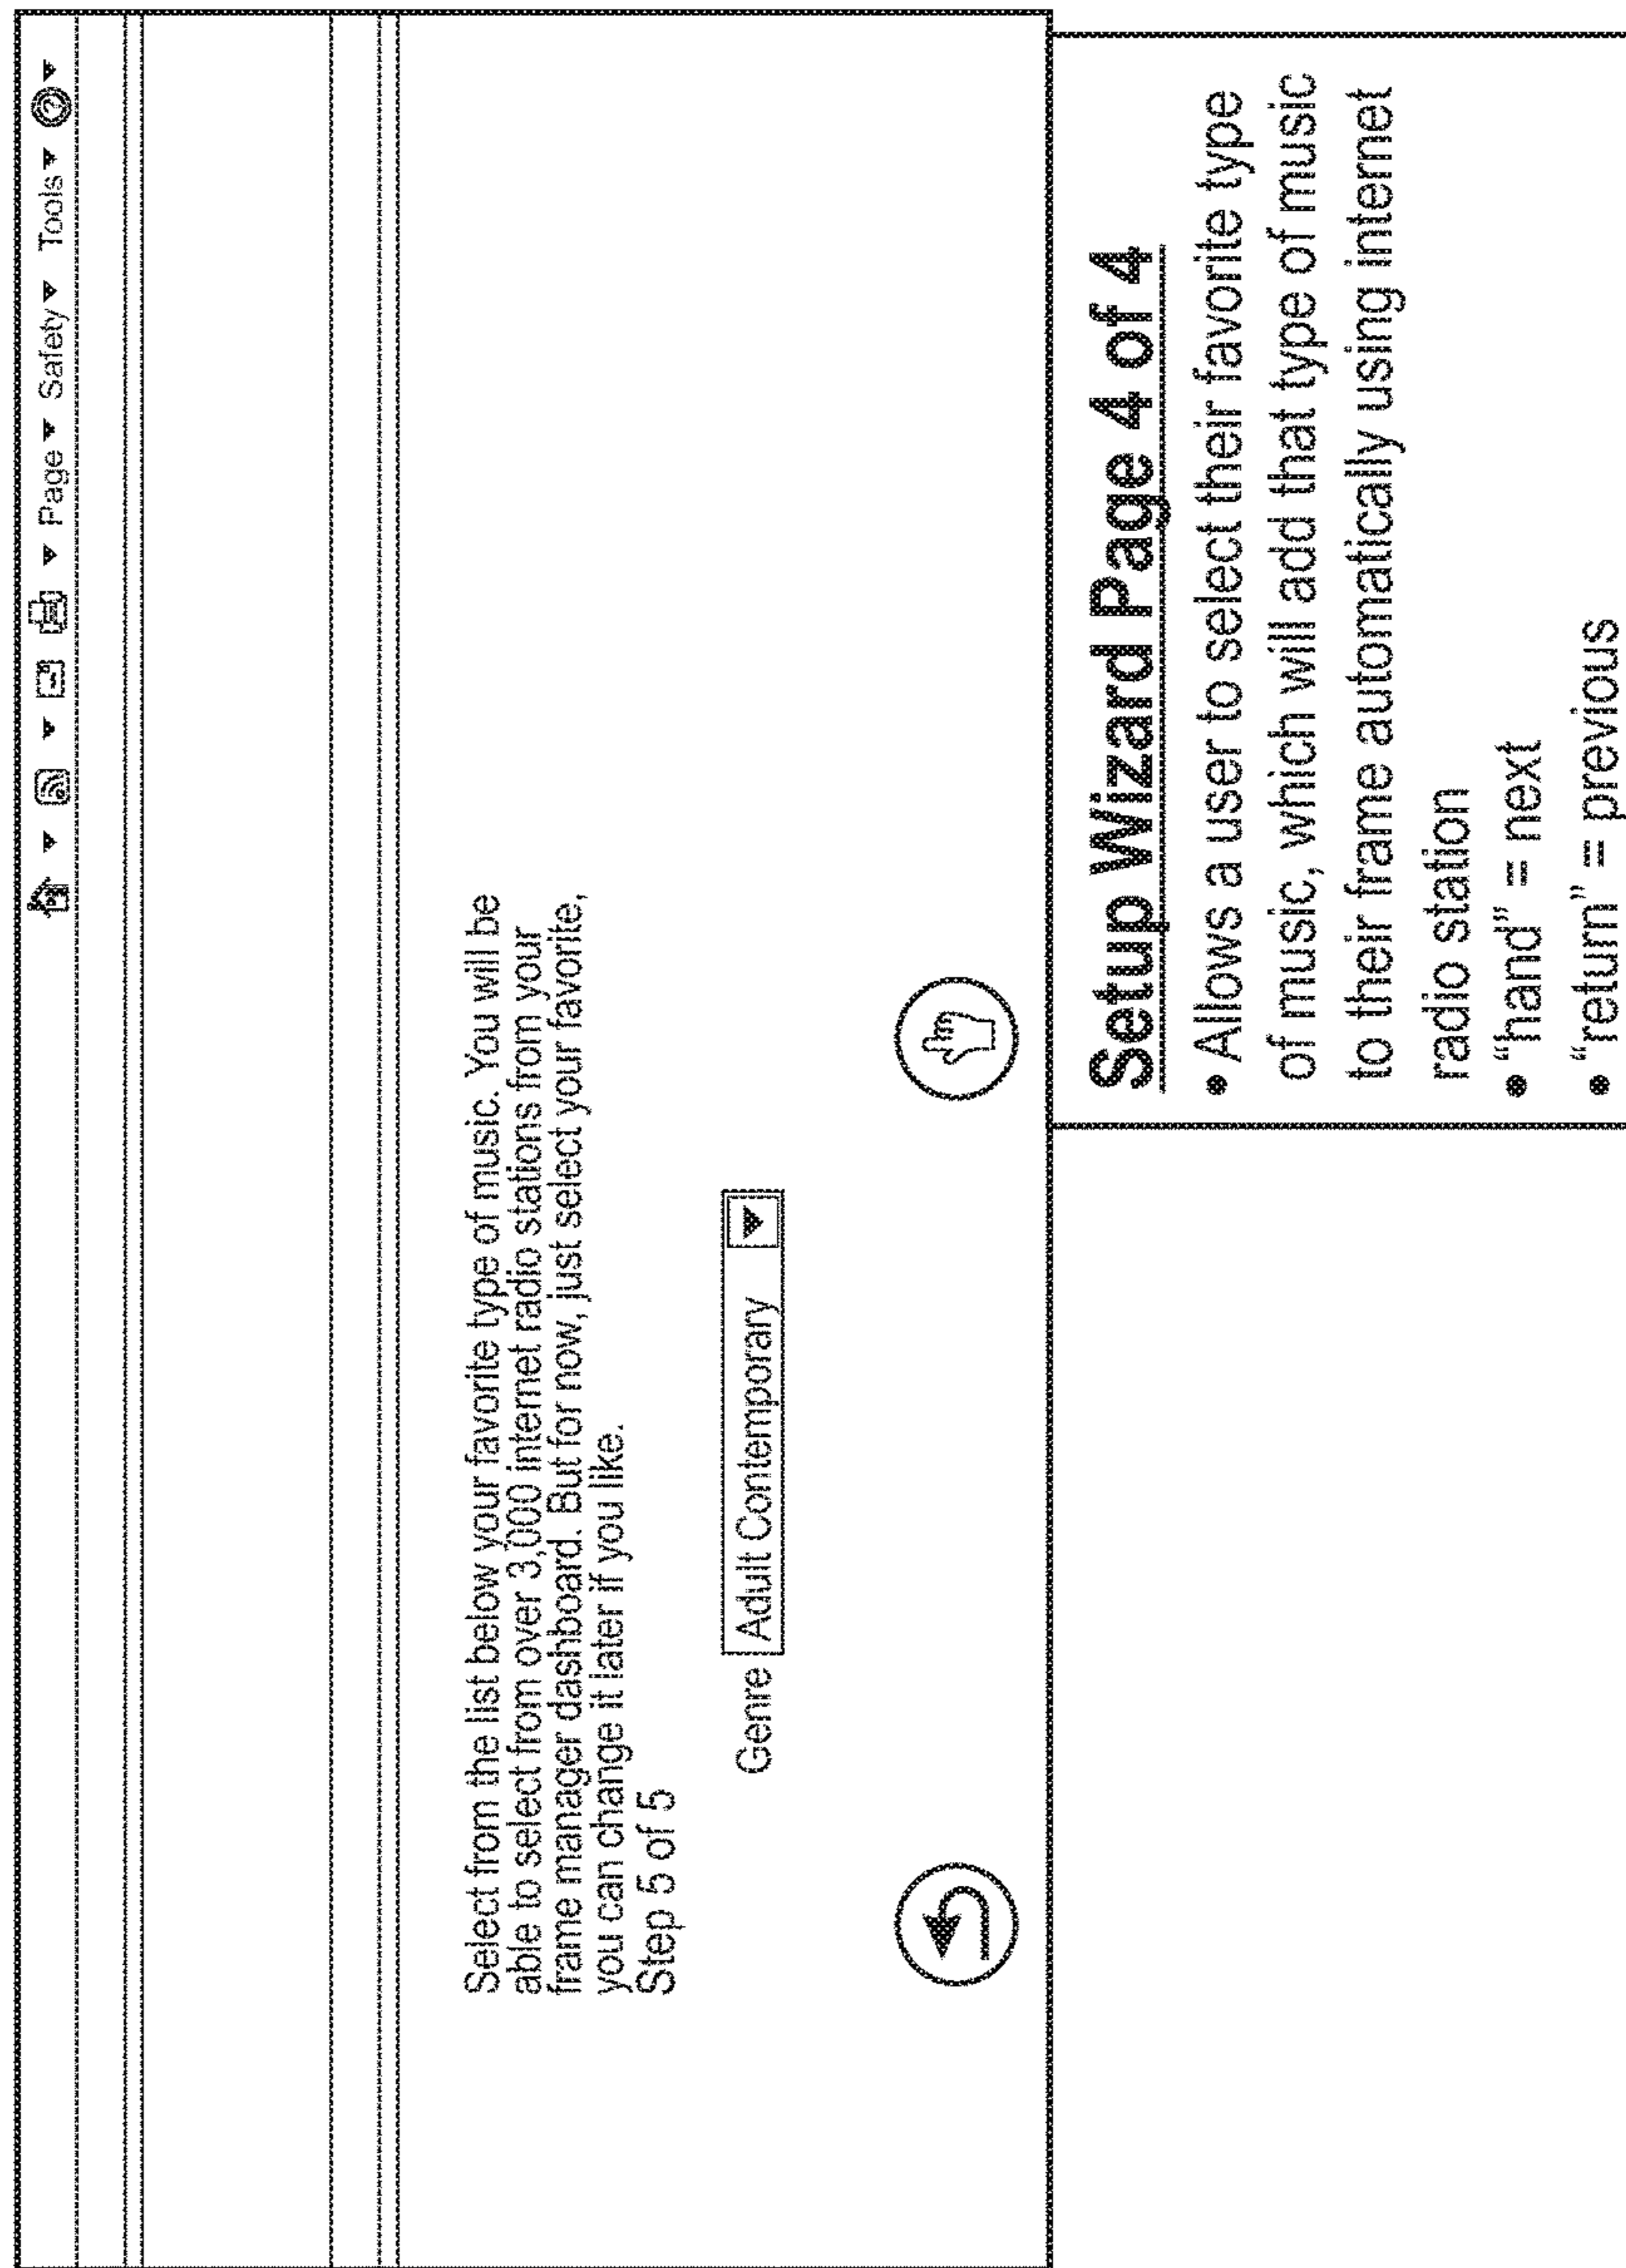 Page Safety Tools ?
Select from the list below your favorite type of music. You will be
able to select from over 3,000 internet radio stations from your
frame manager dashboard. But for now, just select your favorite,
you can change it later if you like.
Step 5 of 5
Genre Adult Contemporary
Setup Wizard Page 4 of 4
• Allows a user to select their favorite type
of music, which will add that type of music
to their frame automatically using internet
radio station
• “hand” = next
• “return” = previous